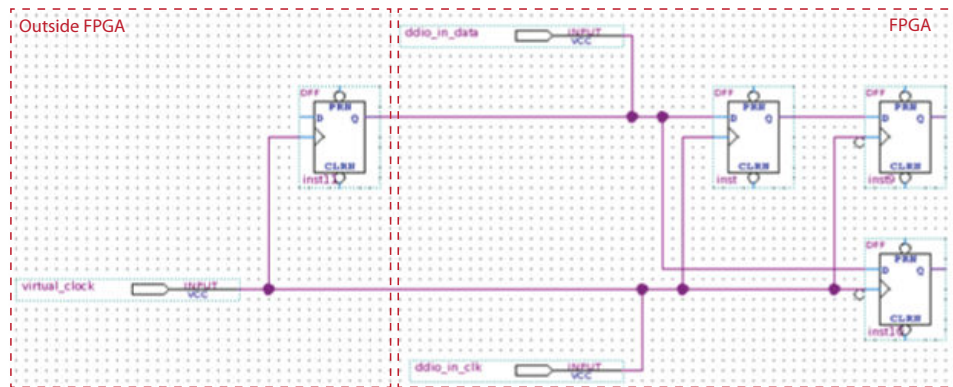 Outside FPGA
FPGA
ddio_in_data
INPUT
VCC
DFF
PRN
D
Q
CLRN
inst11
DFF
PRN
D
Q
CLRN
inst
DFF
PRN
D
Q
CLRN
inst9
virtual_clock
INPUT
VCC
DFF
PRN
D
Q
CLRN
inst10
ddio_in_clk
INPUT
VCC